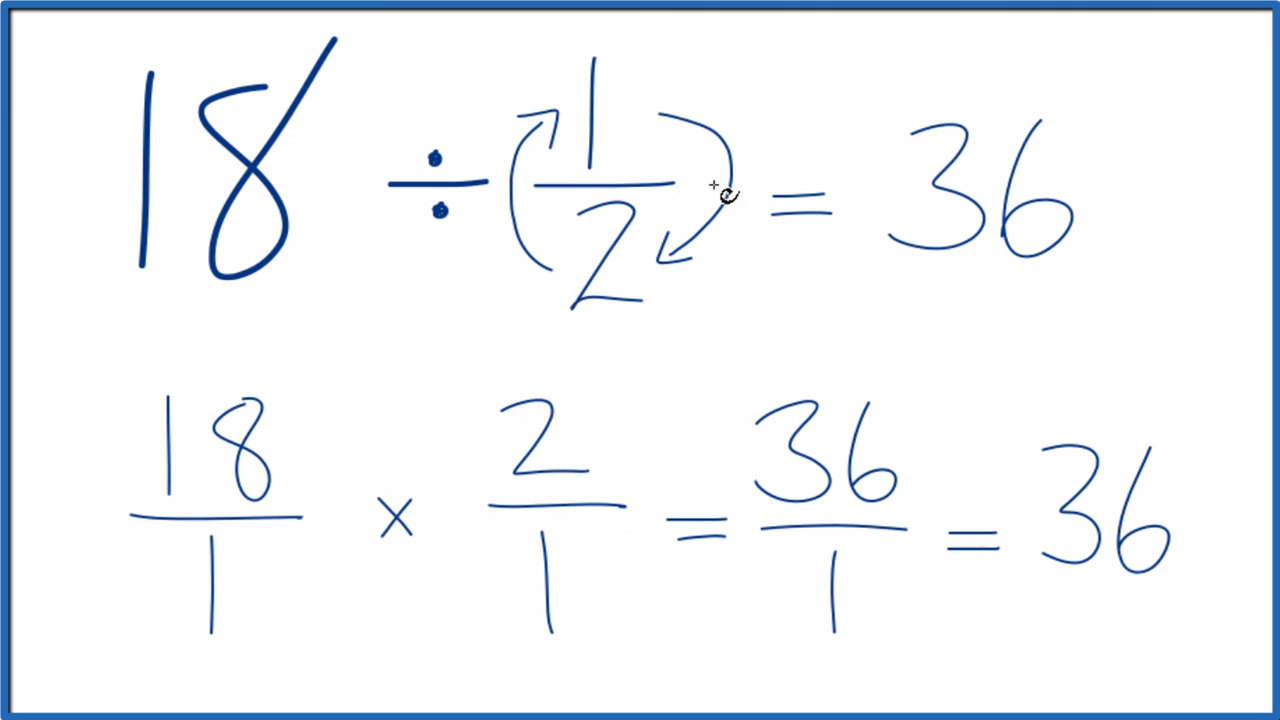 18 ÷ 1/2 = 36
18/1 × 2/1 = 36/1 = 36